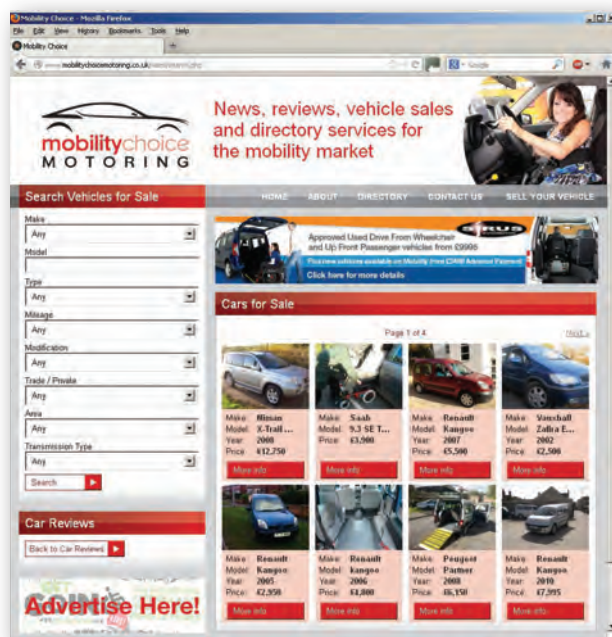 Mobility Choice - Mozilla Firefox
File Edit View History Bookmarks Tools Help
Mobility Choice
www.mobilitychoicemotoring.co.uk
Google
mobilitychoice
MOTORING
News, reviews, vehicle sales
and directory services for
the mobility market
Search Vehicles for Sale
HOME ABOUT DIRECTORY CONTACT US SELL YOUR VEHICLE
Make
Any
Model
Type
Any
Mileage
Any
Modification
Any
Trade / Private
Any
Area
Any
Transmission Type
Any
Search
Car Reviews
Back to Car Reviews
Advertise Here!
SIRUS
Approved Used Drive From Wheelchair
and Up Front Passenger vehicles from £9995
Click here for more details
Cars for Sale
Page 1 of 4
Next »
Make: Nissan
Model: X-Trail ...
Year: 2008
Price: £12,750
More info
Make: Saab
Model: 9.3 SE T...
Price: £3,900
More info
Make: Renault
Model: Kangoo
Year: 2007
Price: £5,500
More info
Make: Vauxhall
Model: Zafira E...
Year: 2002
Price: £2,500
More info
Make: Renault
Model: Kangoo
Year: 2005
Price: £2,950
More info
Make: Renault
Model: kangoo
Year: 2006
More info
Make: Peugeot
Model: Partner
Year: 2008
Price: £6,150
More info
Make: Renault
Model: Kangoo
Year: 2010
Price: £7,995
More info